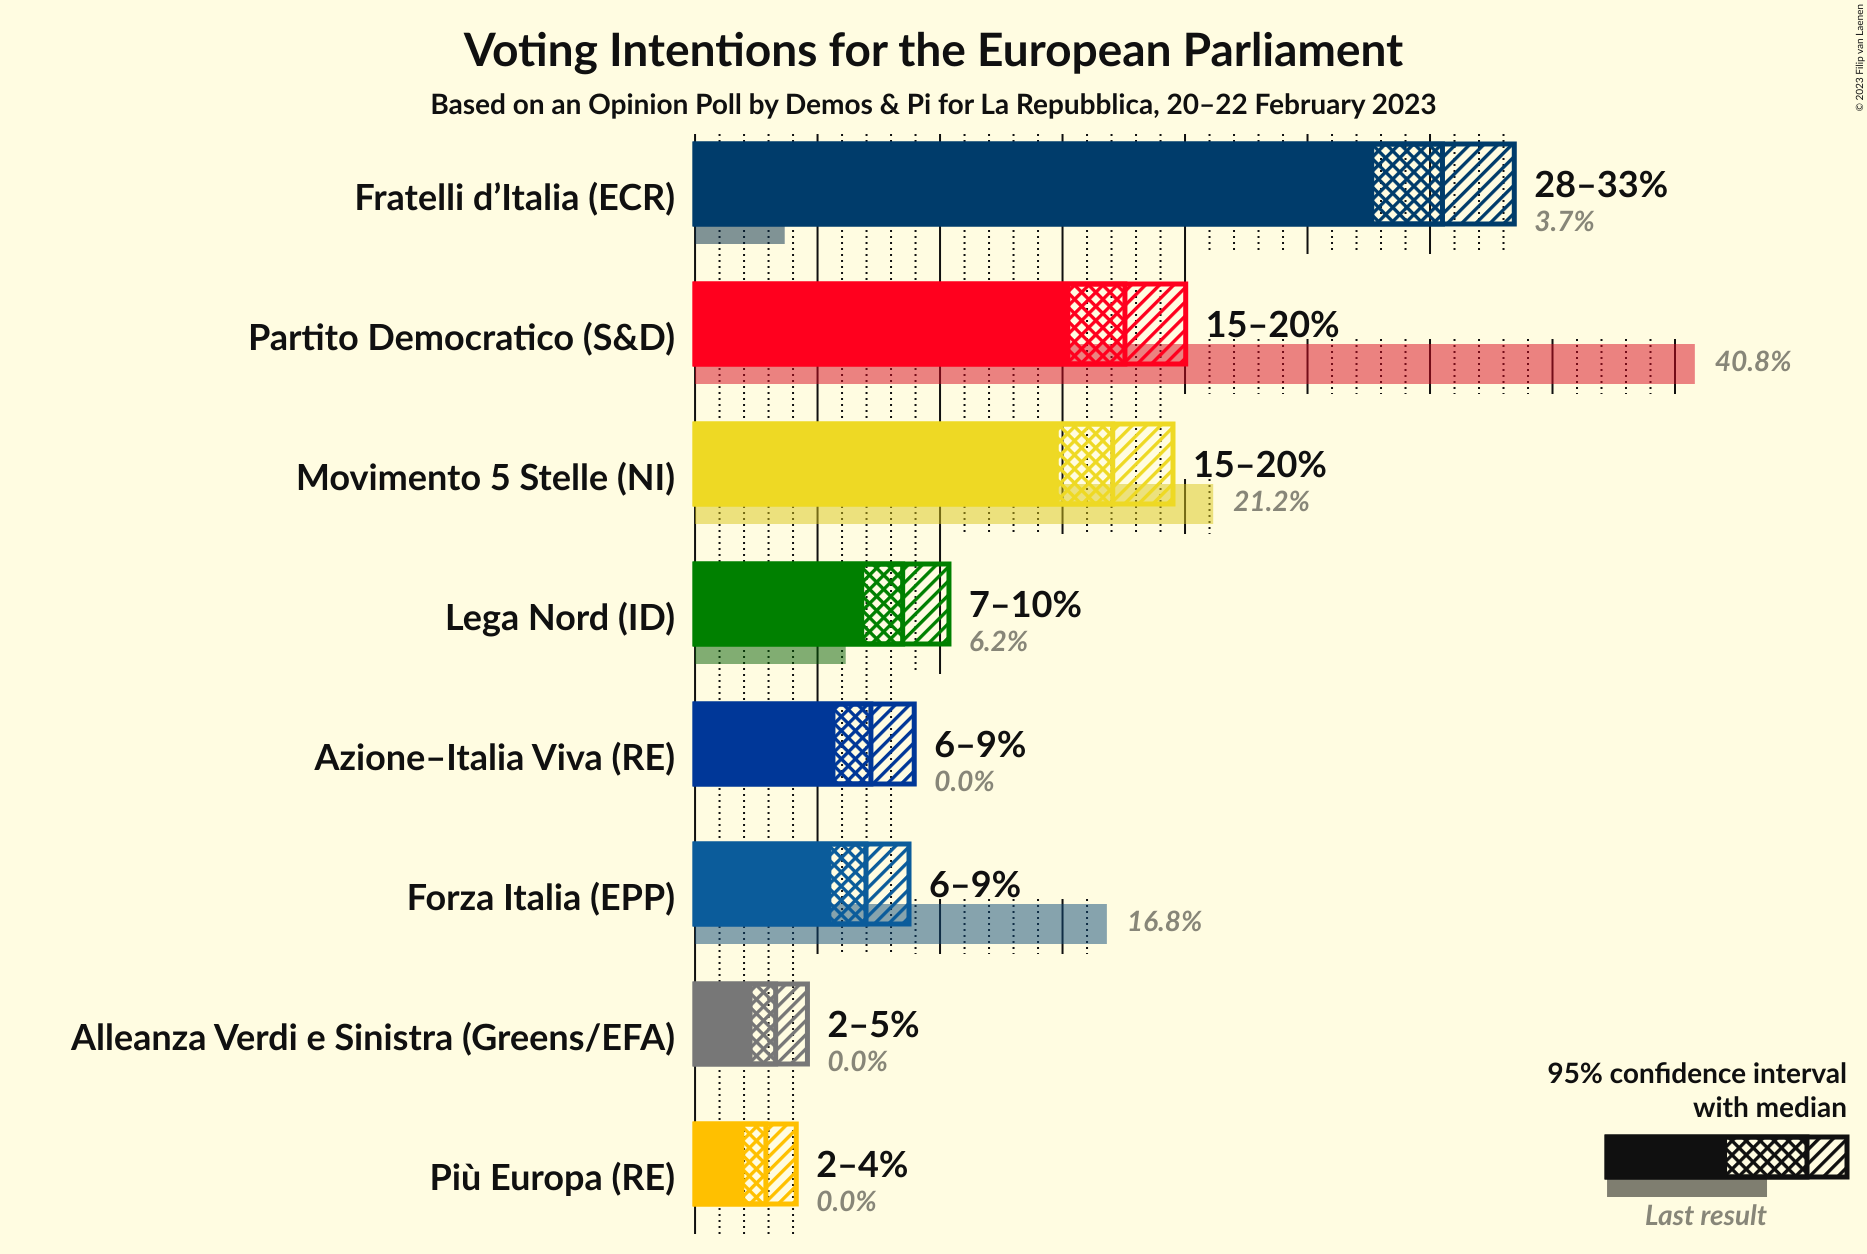 Voting Intentions for the European Parliament
Based on an Opinion Poll by Demos & Pi for La Repubblica, 20–22 February 2023
© 2023 Filip van Laenen
Fratelli d’Italia (ECR)
28–33%
3.7%
Partito Democratico (S&D)
15–20%
40.8%
Movimento 5 Stelle (NI)
15–20%
21.2%
Lega Nord (ID)
7–10%
6.2%
Azione–Italia Viva (RE)
6–9%
0.0%
Forza Italia (EPP)
6–9%
16.8%
Alleanza Verdi e Sinistra (Greens/EFA)
2–5%
0.0%
Più Europa (RE)
2–4%
0.0%
95% confidence interval
with median
Last result